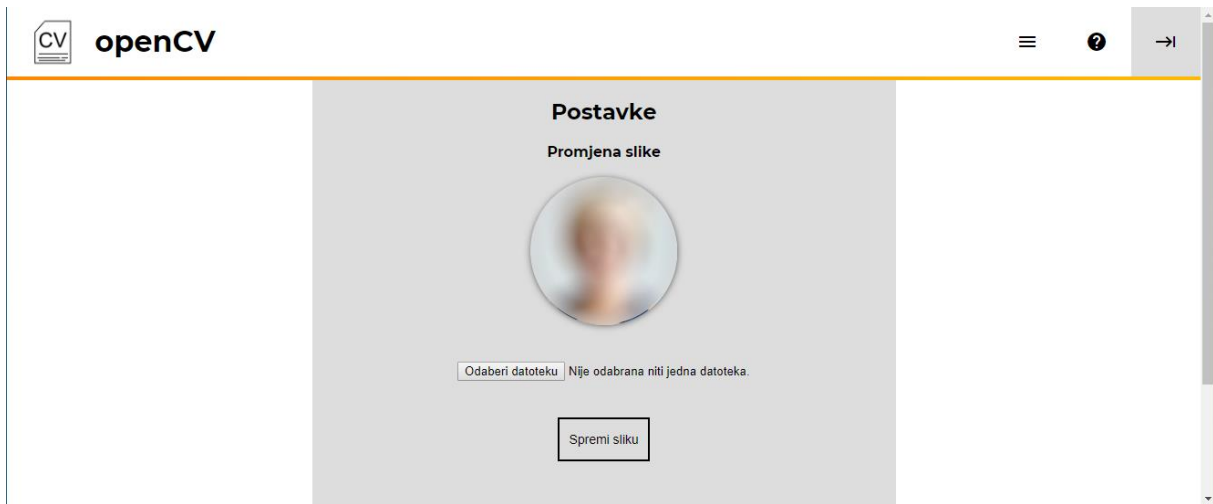 CV openCV
Postavke
Promjena slike
Odaberi datoteku Nije odabrana niti jedna datoteka.
Spremi sliku